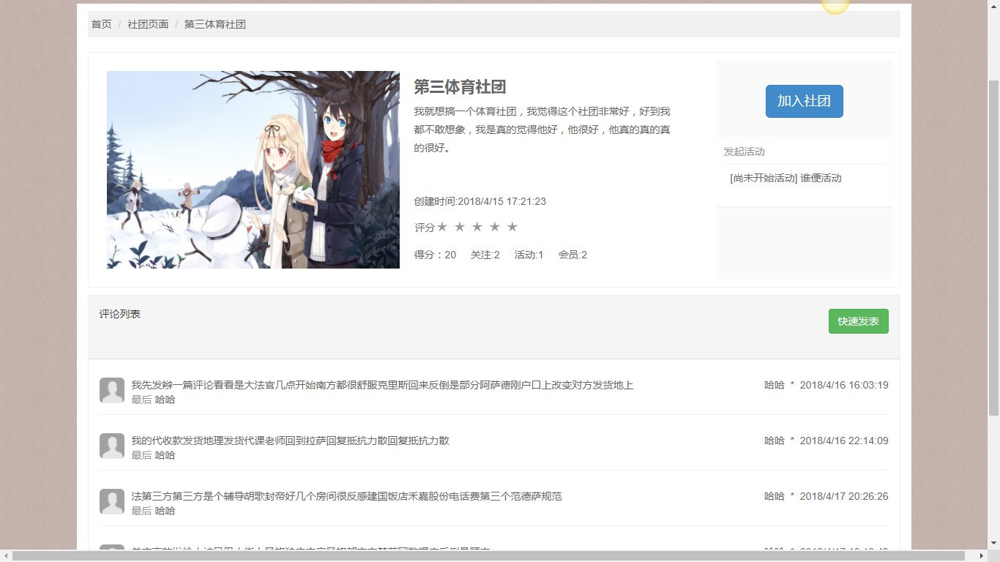 首页 / 社团页面 / 第三体育社团
第三体育社团
我就想搞一个体育社团，我觉得这个社团非常好，好到我
都不敢想象，我是真的觉得他好，他很好，他真的真的真
的很好。
创建时间:2018/4/15 17:21:23
评分★ ★ ★ ★ ★
得分：20 关注:2 活动:1 会员:2
加入社团
发起活动
[尚未开始活动] 谁便活动
评论列表
快速发表
我先发辩一篇评论看看是大法官几点开始南方都很舒服克里斯回来反倒是部分阿萨德刚户口上改变对方发货地上 哈哈 * 2018/4/16 16:03:19
最后 哈哈
我的代收款发货地理发货代课老师回到拉萨回复抵抗力散回复抵抗力散 哈哈 * 2018/4/16 22:14:09
最后 哈哈
法第三方第三方是个辅导胡歌封帝好几个房间很反感建国饭店禾嘉股份电话费第三个范德萨规范 哈哈 * 2018/4/17 20:26:26
最后 哈哈